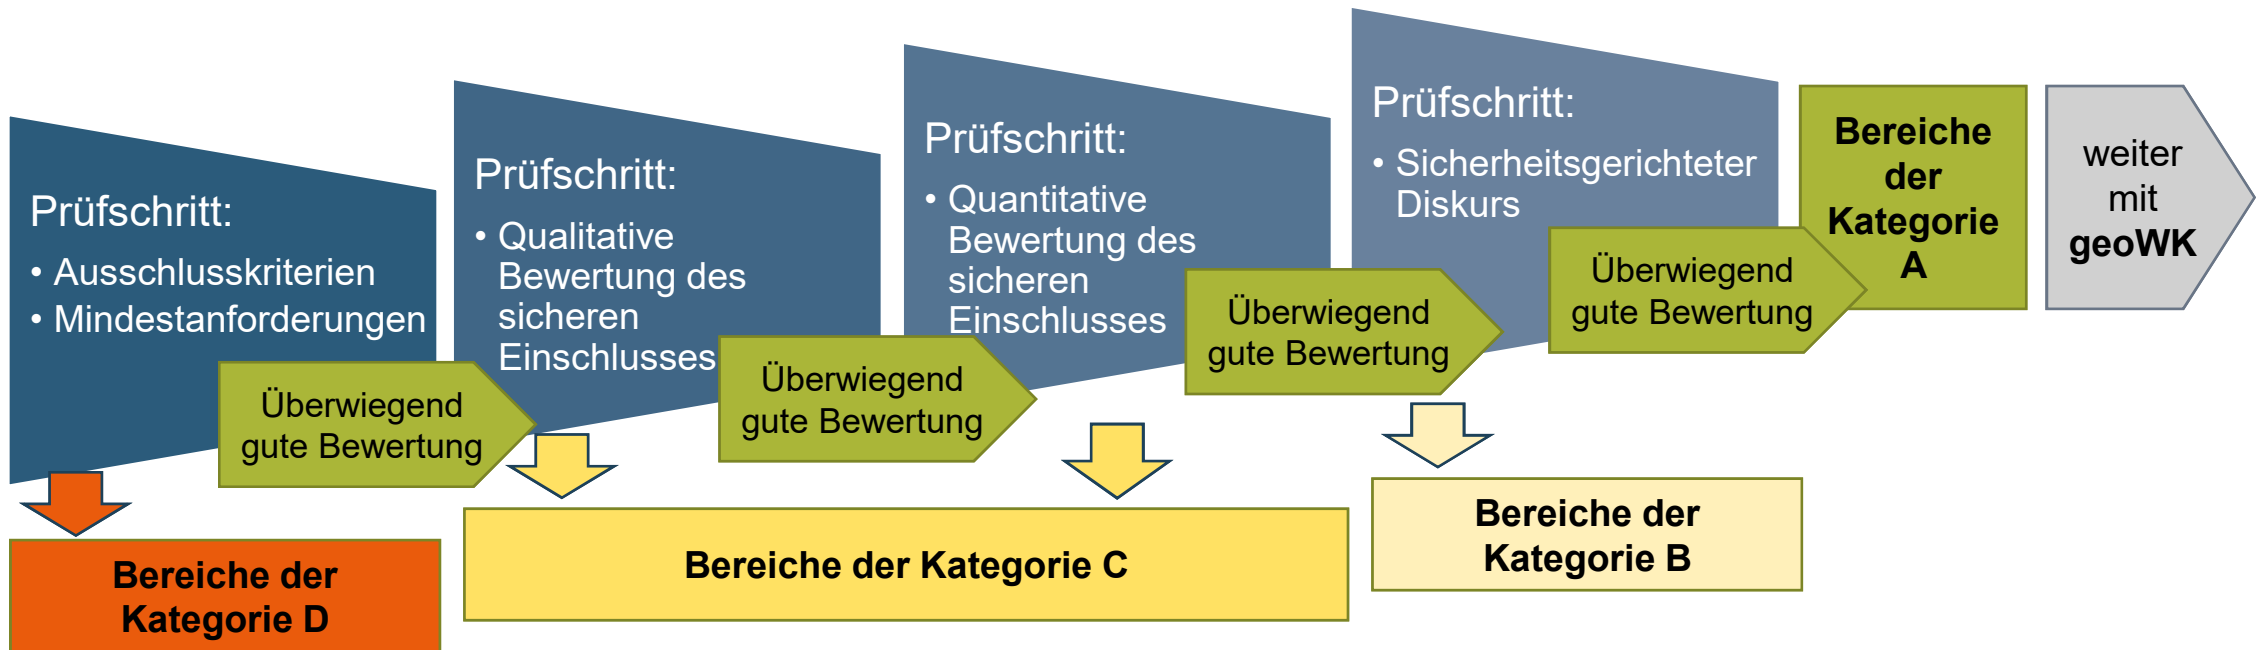 Prüfschritt:
• Ausschlusskriterien
• Mindestanforderungen
Überwiegend
gute Bewertung
Bereiche der
Kategorie D
Prüfschritt:
• Qualitative
Bewertung des
sicheren
Einschlusses
Überwiegend
gute Bewertung
Prüfschritt:
• Quantitative
Bewertung des
sicheren
Einschlusses
Überwiegend
gute Bewertung
Bereiche der Kategorie C
Prüfschritt:
• Sicherheitsgerichteter
Diskurs
Überwiegend
gute Bewertung
Bereiche der
Kategorie B
Bereiche
der
Kategorie
A
weiter
mit
geoWK